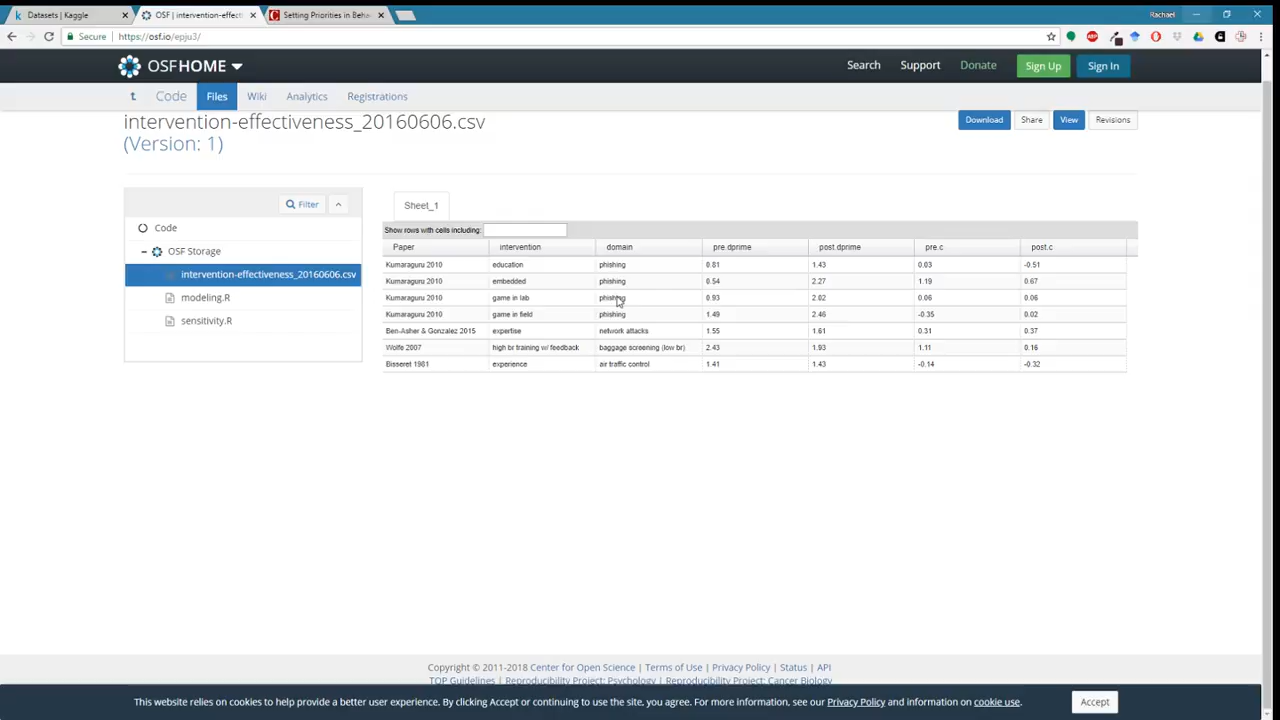 Datasets | Kaggle
OSF | intervention-effecti
Setting Priorities in Beha
Rachael
Secure https://osf.io/epju3/
OSFHOME
Search Support Donate Sign Up Sign In
Code Files Wiki Analytics Registrations
intervention-effectiveness_20160606.csv
(Version: 1)
Download Share View Revisions
Filter
Code
OSF Storage
intervention-effectiveness_20160606.csv
modeling.R
sensitivity.R
Sheet_1
Show rows with cells including:
Paper intervention domain pre.dprime post.dprime pre.c post.c
Kumaraguru 2010 education phishing 0.81 1.43 0.03 -0.51
Kumaraguru 2010 embedded phishing 0.54 2.27 1.19 0.67
Kumaraguru 2010 game in lab phishing 0.93 2.02 0.06 0.06
Kumaraguru 2010 game in field phishing 1.49 2.46 -0.35 0.02
Ben-Asher & Gonzalez 2015 expertise network attacks 1.55 1.61 0.31 0.37
Wolfe 2007 high br training w/ feedback baggage screening (low br) 2.43 1.93 1.11 0.16
Bisseret 1981 experience air traffic control 1.41 1.43 -0.14 -0.32
Copyright © 2011-2018 Center for Open Science | Terms of Use | Privacy Policy | Status | API
TOP Guidelines | Reproducibility Project: Psychology | Reproducibility Project: Cancer Biology
This website relies on cookies to help provide a better user experience. By clicking Accept or continuing to use the site, you agree. For more information, see our Privacy Policy and information on cookie use.
Accept